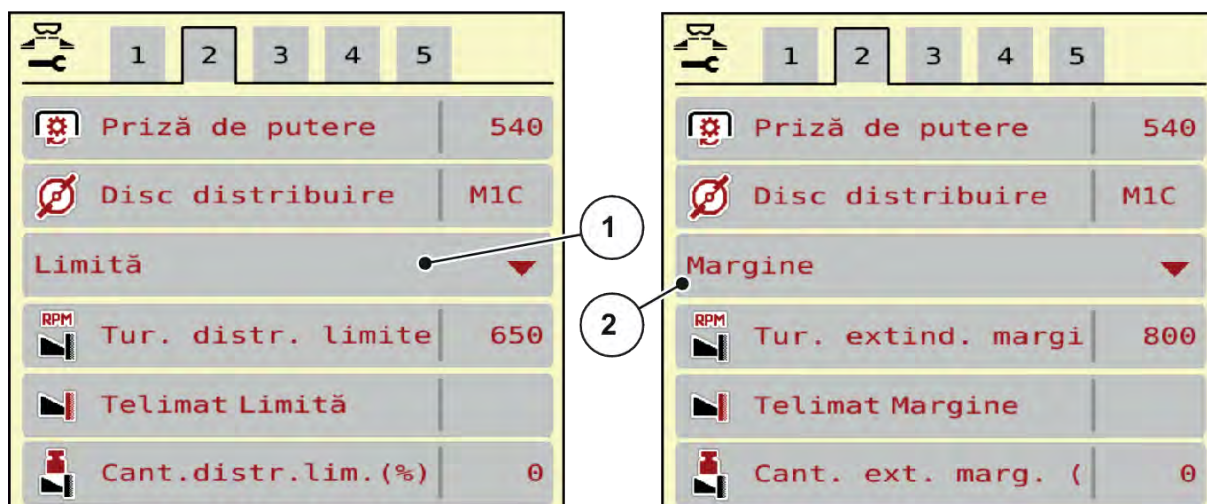 1 2 3 4 5
Priză de putere 540
Disc distribuire M1C
Limită
RPM
Tur. distr. limite 650
Telimat Limită
Cant.distr.lim.(%) 0
1
2
1 2 3 4 5
Priză de putere 540
Disc distribuire M1C
Margine
RPM
Tur. extind. margi 800
Telimat Margine
Cant. ext. marg. ( 0